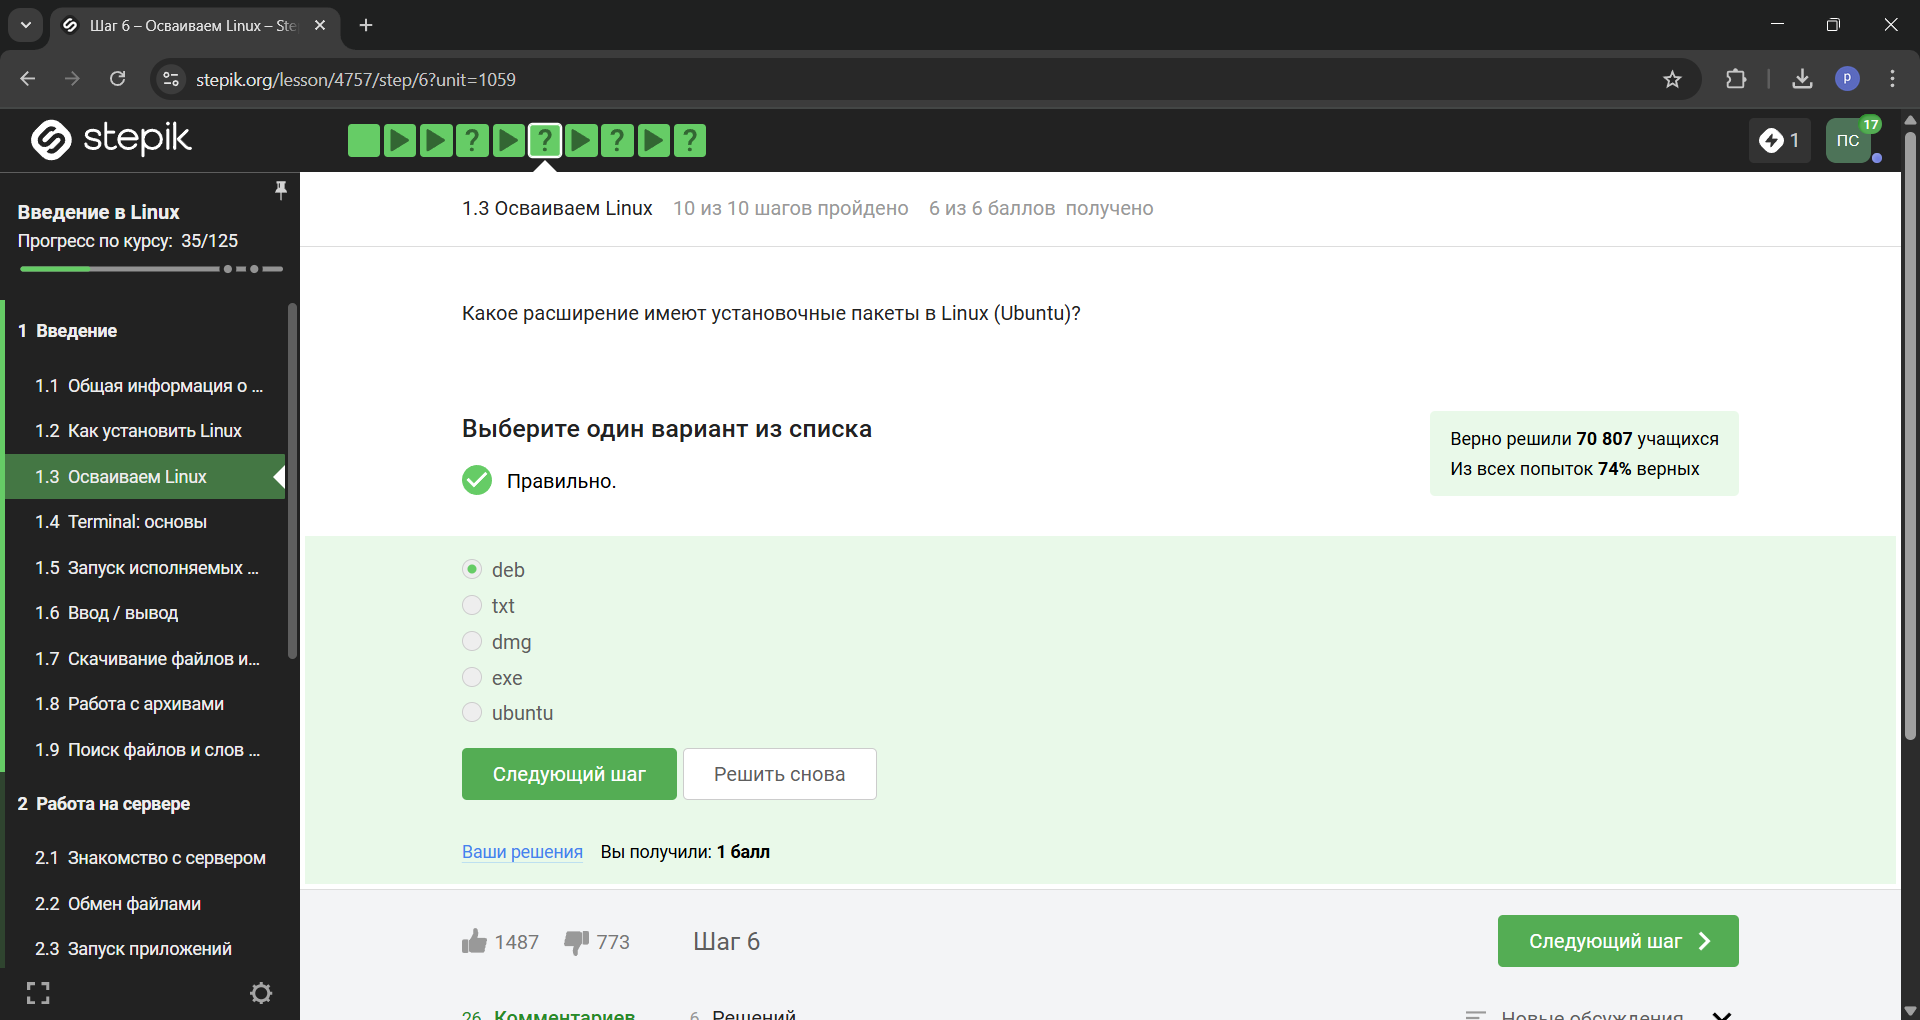 Шаг 6 – Осваиваем Linux – Ste
stepik.org/lesson/4757/step/6?unit=1059
P
stepik
? ? ? ?
1
ПС
17
Введение в Linux
Прогресс по курсу: 35/125
1 Введение
1.1 Общая информация о ...
1.2 Как установить Linux
1.3 Осваиваем Linux
1.4 Terminal: основы
1.5 Запуск исполняемых ...
1.6 Ввод / вывод
1.7 Скачивание файлов и...
1.8 Работа с архивами
1.9 Поиск файлов и слов ...
2 Работа на сервере
2.1 Знакомство с сервером
2.2 Обмен файлами
2.3 Запуск приложений
1.3 Осваиваем Linux 10 из 10 шагов пройдено 6 из 6 баллов получено
Какое расширение имеют установочные пакеты в Linux (Ubuntu)?
Выберите один вариант из списка
Правильно.
Верно решили 70 807 учащихся
Из всех попыток 74% верных
deb
txt
dmg
exe
ubuntu
Следующий шаг
Решить снова
Ваши решения Вы получили: 1 балл
1487 773 Шаг 6
Следующий шаг
26 Комментариев 6 Решений
Новые обсуждения